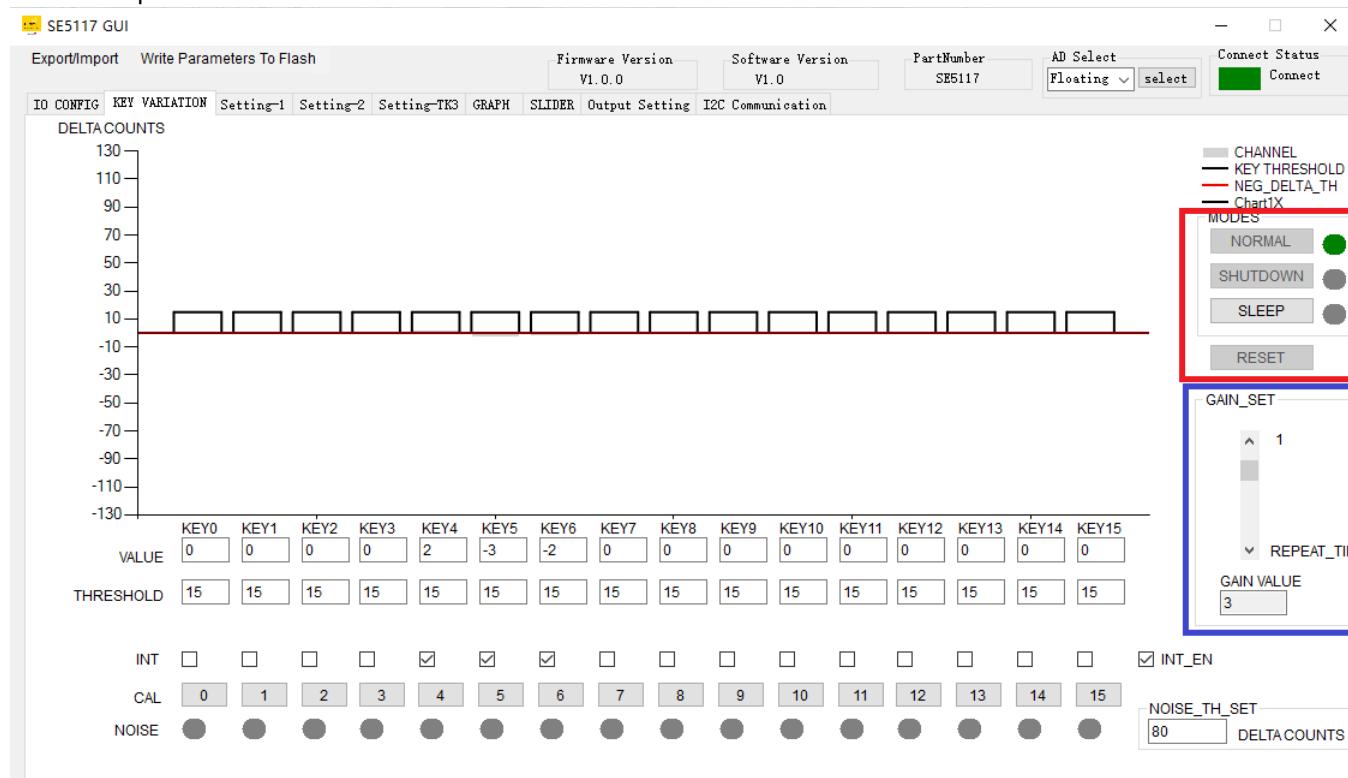 SE5117 GUI
Export/Import Write Parameters To Flash
Firmware Version
V1.0.0
Software Version
V1.0
PartNumber
SE5117
AD Select
Floating select
Connect Status
Connect
IO CONFIG KEY VARIATION Setting-1 Setting-2 Setting-TK3 GRAPH SLIDER Output Setting I2C Communication
DELTA COUNTS
130
110
90
70
50
30
10
-10
-30
-50
-70
-90
-110
-130
CHANNEL
KEY THRESHOLD
NEG_DELTA_TH
Chart1X
MODES
NORMAL
SHUTDOWN
SLEEP
RESET
GAIN_SET
1
REPEAT_TI
GAIN VALUE
3
KEY0 KEY1 KEY2 KEY3 KEY4 KEY5 KEY6 KEY7 KEY8 KEY9 KEY10 KEY11 KEY12 KEY13 KEY14 KEY15
VALUE 0 0 0 0 2 -3 -2 0 0 0 0 0 0 0 0 0
THRESHOLD 15 15 15 15 15 15 15 15 15 15 15 15 15 15 15 15
INT INT_EN
CAL 0 1 2 3 4 5 6 7 8 9 10 11 12 13 14 15
NOISE
NOISE_TH_SET
80 DELTA COUNTS